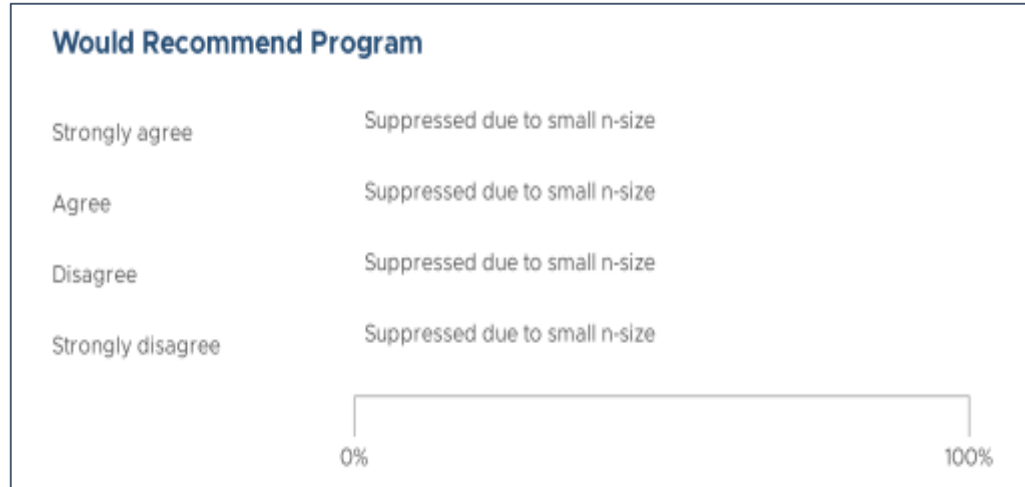 Would Recommend Program
Strongly agree Suppressed due to small n-size
Agree Suppressed due to small n-size
Disagree Suppressed due to small n-size
Strongly disagree Suppressed due to small n-size
0% 100%